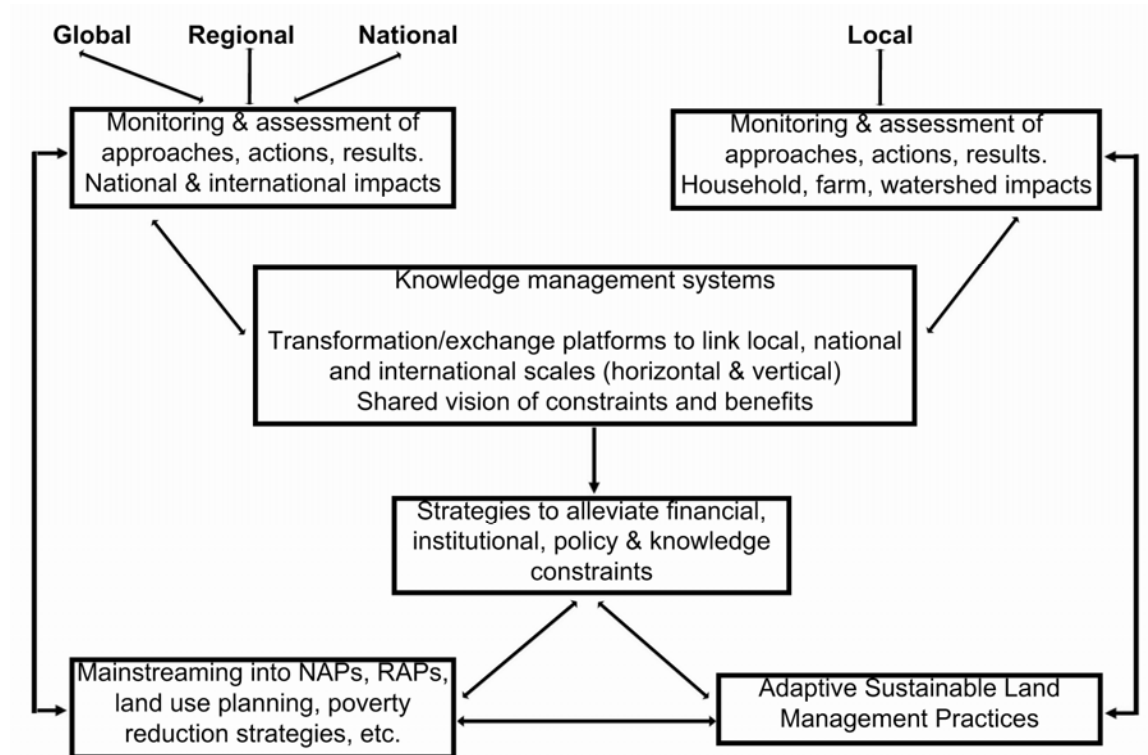 Global Regional National Local
Monitoring & assessment of
approaches, actions, results.
National & international impacts
Monitoring & assessment of
approaches, actions, results.
Household, farm, watershed impacts
Knowledge management systems
Transformation/exchange platforms to link local, national
and international scales (horizontal & vertical)
Shared vision of constraints and benefits
Strategies to alleviate financial,
institutional, policy & knowledge
constraints
Mainstreaming into NAPs, RAPs,
land use planning, poverty
reduction strategies, etc.
Adaptive Sustainable Land
Management Practices